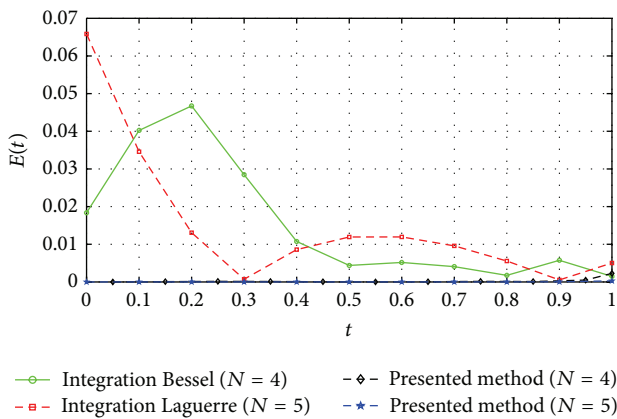 0.07
0.06
0.05
0.04
0.03
0.02
0.01
0
E(t)
0 0.1 0.2 0.3 0.4 0.5 0.6 0.7 0.8 0.9 1
t
Integration Bessel (N = 4) Presented method (N = 4)
Integration Laguerre (N = 5) Presented method (N = 5)